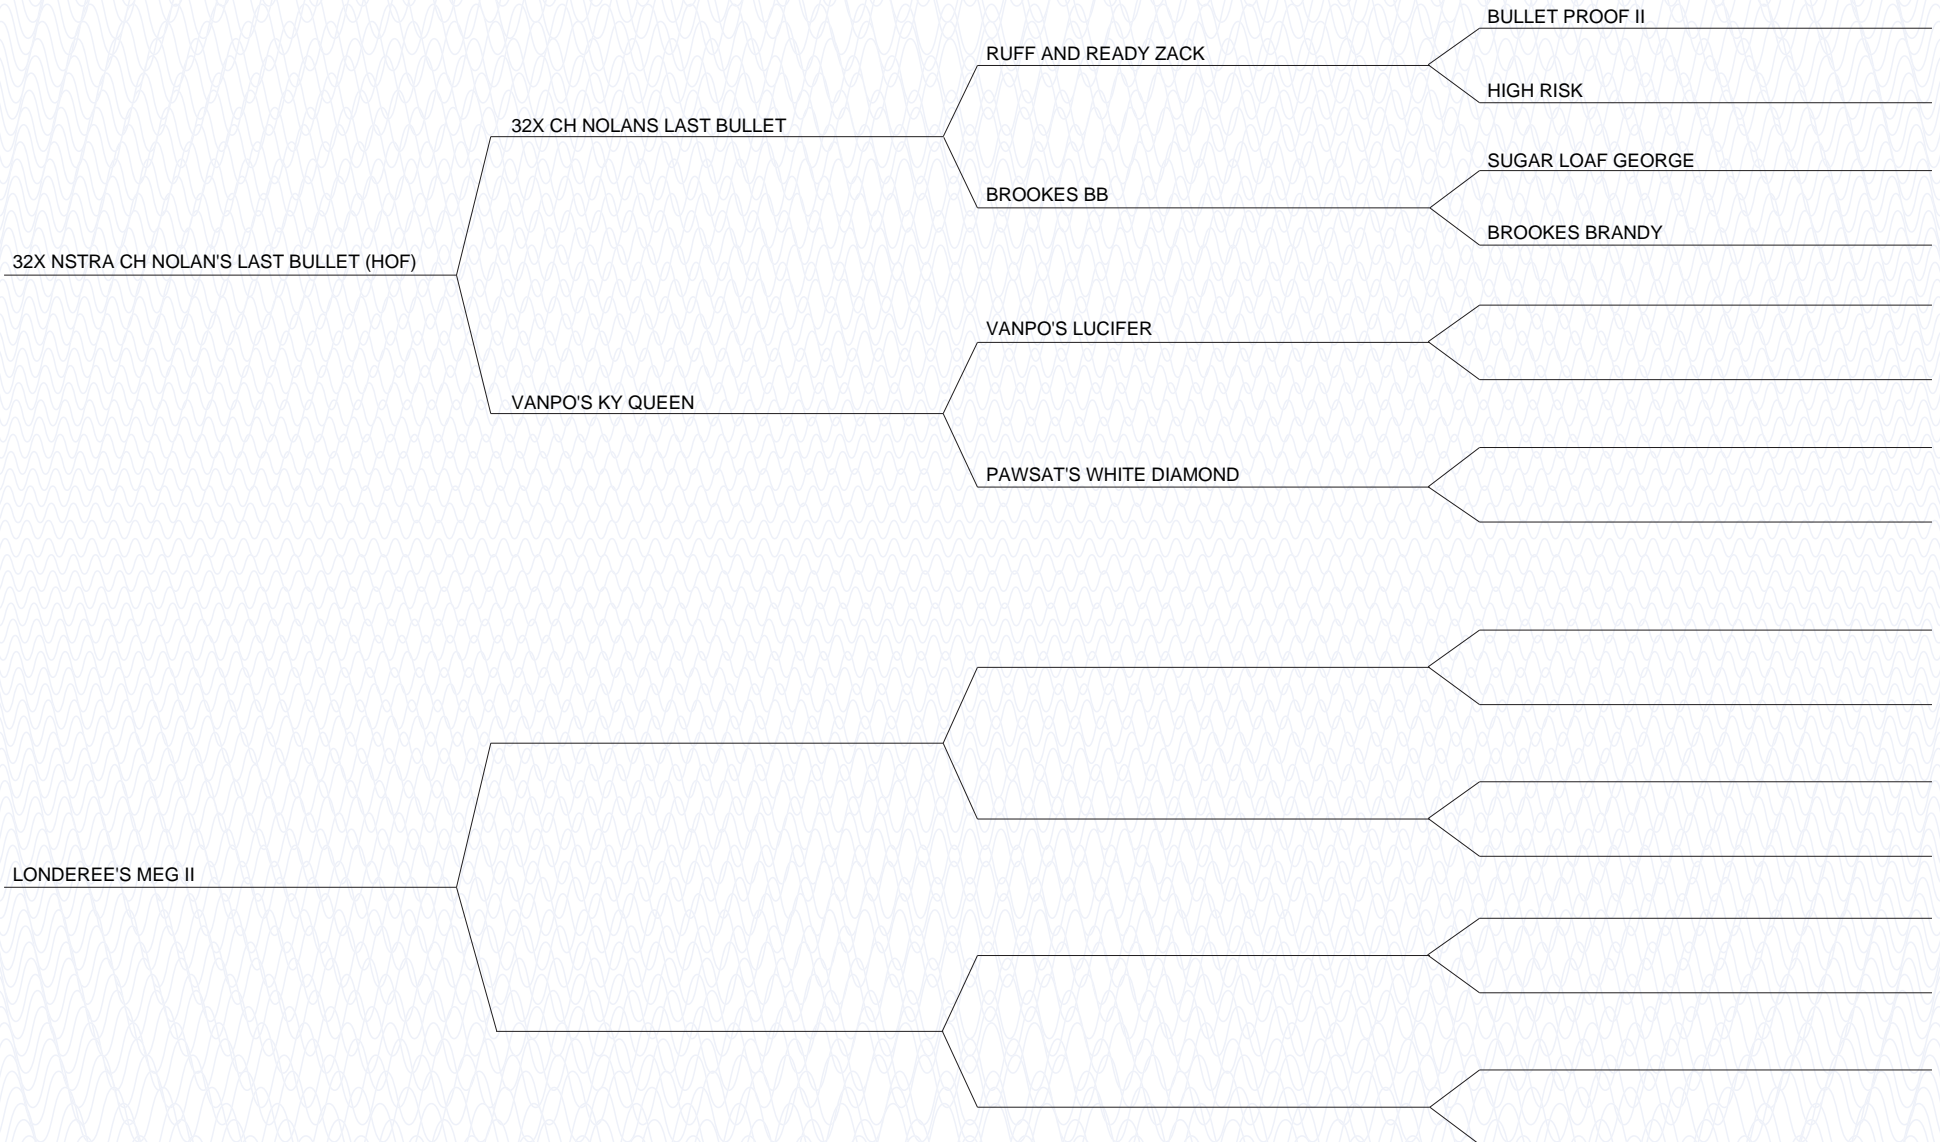 BULLET PROOF II
RUFF AND READY ZACK
HIGH RISK
32X CH NOLANS LAST BULLET
SUGAR LOAF GEORGE
BROOKES BB
BROOKES BRANDY
32X NSTRA CH NOLAN'S LAST BULLET (HOF)
VANPO'S LUCIFER
VANPO'S KY QUEEN
PAWSAT'S WHITE DIAMOND
LONDEREE'S MEG II